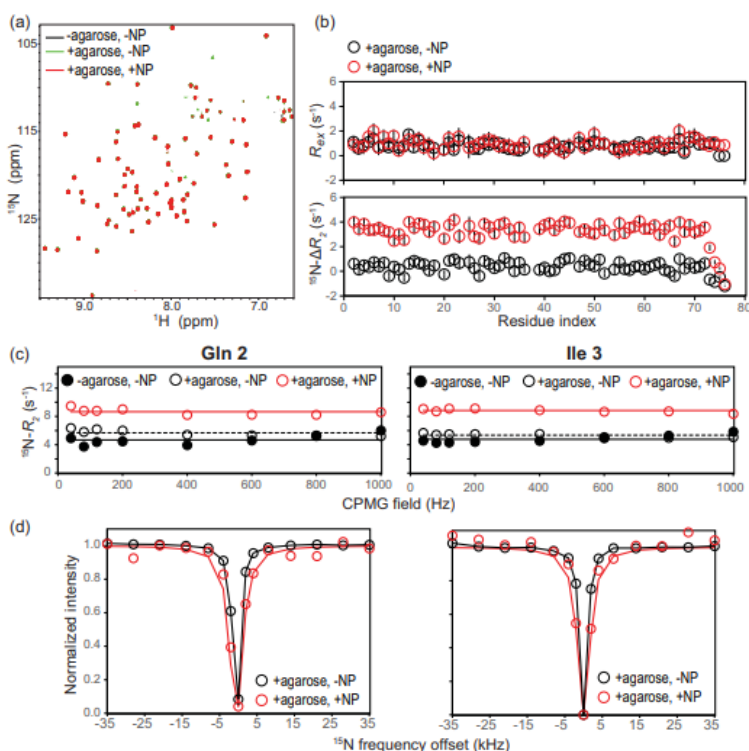 (a)
-agarose, -NP
+agarose, -NP
+agarose, +NP
105
115
125
¹⁵N (ppm)
9.0
8.0
7.0
¹H (ppm)
(b)
+agarose, -NP
+agarose, +NP
6
2
0
-2
Rₑₓ (s⁻¹)
6
4
2
0
-2
¹⁵N-ΔR₂ (s⁻¹)
0 10 20 30 40 50 60 70 80
Residue index
(c)
Gln 2
Ile 3
-agarose, -NP +agarose, -NP +agarose, +NP
-agarose, -NP +agarose, -NP +agarose, +NP
12
8
4
0
¹⁵N-R₂ (s⁻¹)
0 200 400 600 800 1000
0 200 400 600 800 1000
CPMG field (Hz)
(d)
1.0
0.8
0.6
0.4
0.2
0.0
Normalized intensity
+agarose, -NP
+agarose, +NP
+agarose, -NP
+agarose, +NP
-35 -25 -15 -5 5 15 25 35
-35 -25 -15 -5 5 15 25 35
¹⁵N frequency offset (kHz)